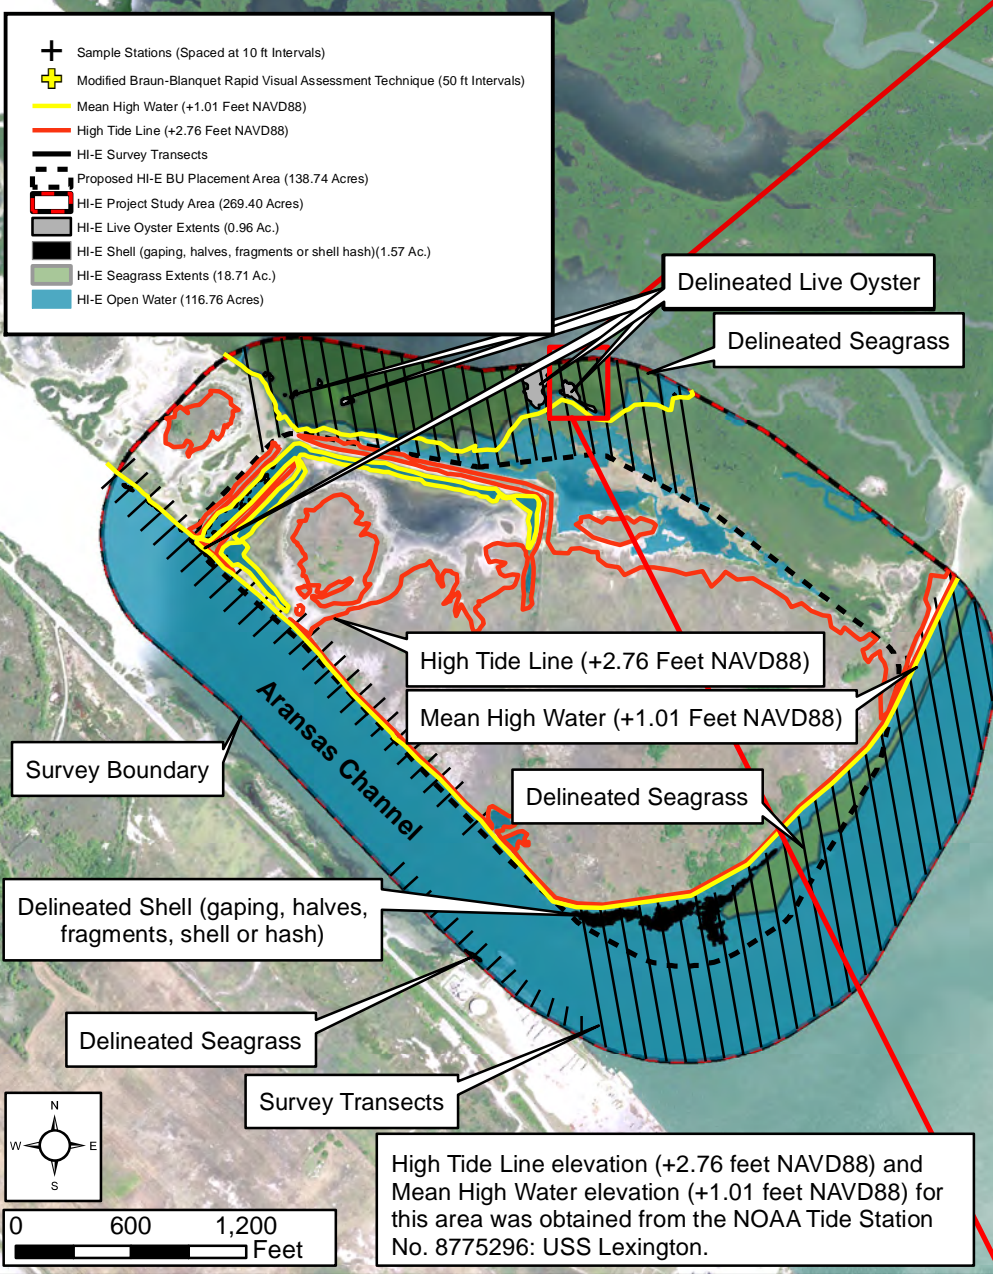 Sample Stations (Spaced at 10 ft Intervals)
Modified Braun-Blanquet Rapid Visual Assessment Technique (50 ft Intervals)
Mean High Water (+1.01 Feet NAVD88)
High Tide Line (+2.76 Feet NAVD88)
HI-E Survey Transects
Proposed HI-E BU Placement Area (138.74 Acres)
HI-E Project Study Area (269.40 Acres)
HI-E Live Oyster Extents (0.96 Ac.)
HI-E Shell (gaping, halves, fragments or shell hash)(1.57 Ac.)
HI-E Seagrass Extents (18.71 Ac.)
HI-E Open Water (116.76 Acres)
Delineated Live Oyster
Delineated Seagrass
High Tide Line (+2.76 Feet NAVD88)
Mean High Water (+1.01 Feet NAVD88)
Aransas Channel
Survey Boundary
Delineated Seagrass
Delineated Shell (gaping, halves,
fragments, shell or hash)
Delineated Seagrass
Survey Transects
N
W E
S
0 600 1,200
Feet
High Tide Line elevation (+2.76 feet NAVD88) and
Mean High Water elevation (+1.01 feet NAVD88) for
this area was obtained from the NOAA Tide Station
No. 8775296: USS Lexington.